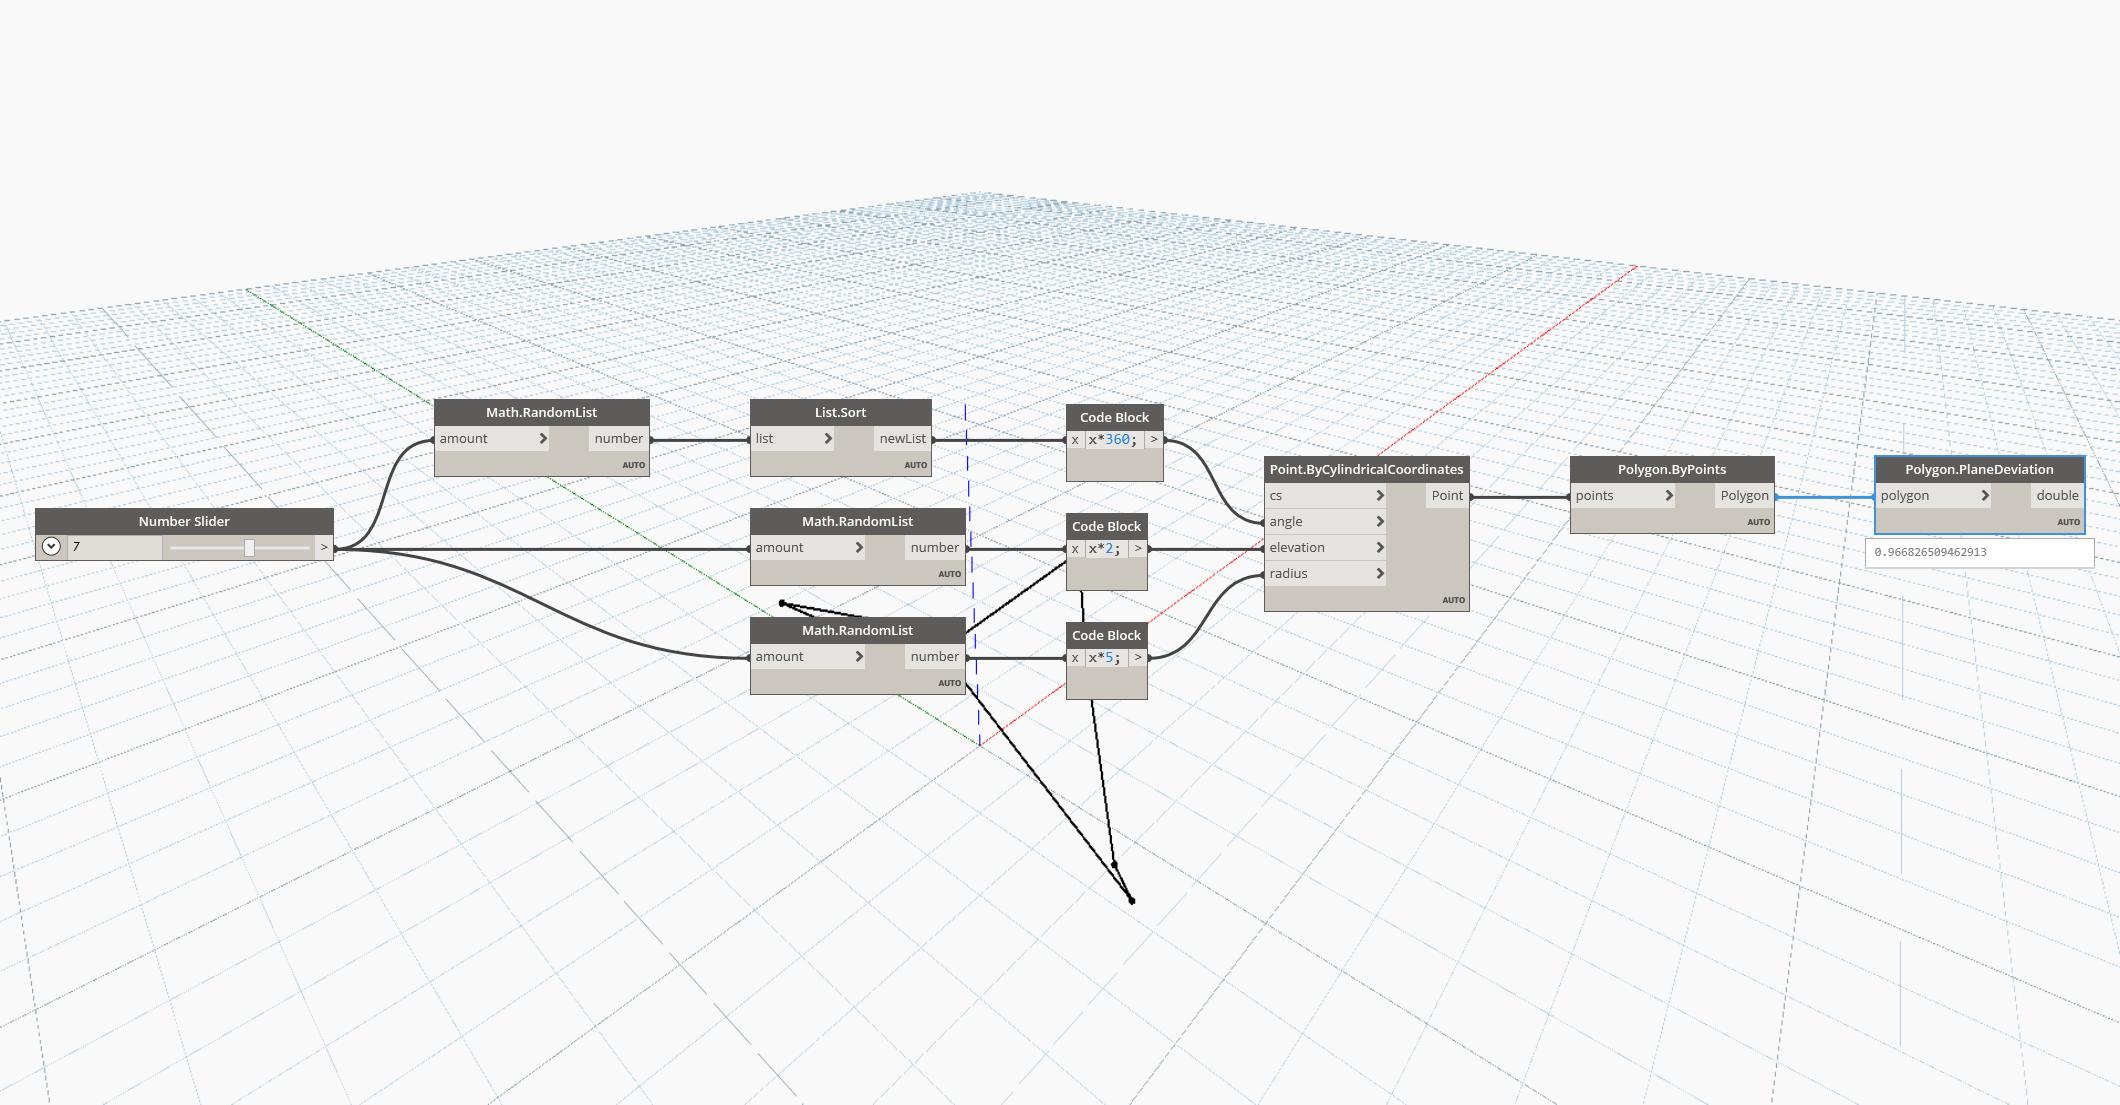 Math.RandomList
amount
number
AUTO
List.Sort
list
newList
AUTO
Code Block
x
x*360;
>
Number Slider
7
>
Math.RandomList
amount
number
AUTO
Code Block
x
x*2;
>
Math.RandomList
amount
number
AUTO
Code Block
x
x*5;
>
Point.ByCylindricalCoordinates
cs
Point
angle
elevation
radius
AUTO
Polygon.ByPoints
points
Polygon
AUTO
Polygon.PlaneDeviation
polygon
double
AUTO
0.966826509462913